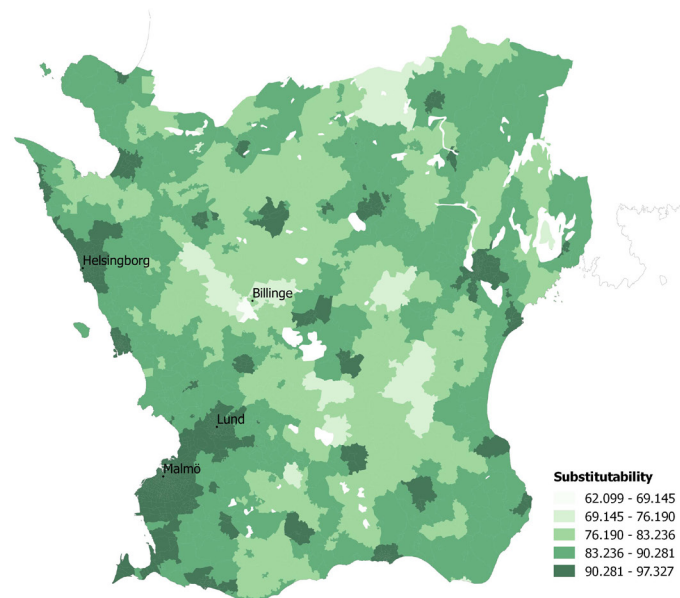 Helsingborg
Billinge
Lund
Malmö
Substitutability
62.099 - 69.145
69.145 - 76.190
76.190 - 83.236
83.236 - 90.281
90.281 - 97.327